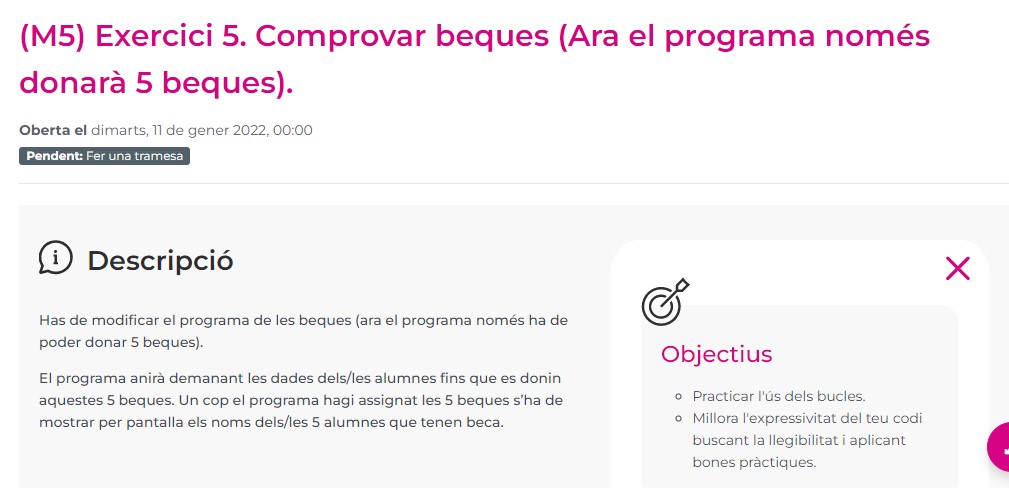 (M5) Exercici 5. Comprovar beques (Ara el programa només
donarà 5 beques).
Oberta el dimarts, 11 de gener 2022, 00:00
Pendent: Fer una tramesa
Descripció
Has de modificar el programa de les beques (ara el programa només ha de
poder donar 5 beques).
El programa anirà demanant les dades dels/les alumnes fins que es donin
aquestes 5 beques. Un cop el programa hagi assignat les 5 beques s’ha de
mostrar per pantalla els noms dels/les 5 alumnes que tenen beca.
Objectius
Practicar l'ús dels bucles.
Millora l'expressivitat del teu codi
buscant la llegibilitat i aplicant
bones pràctiques.